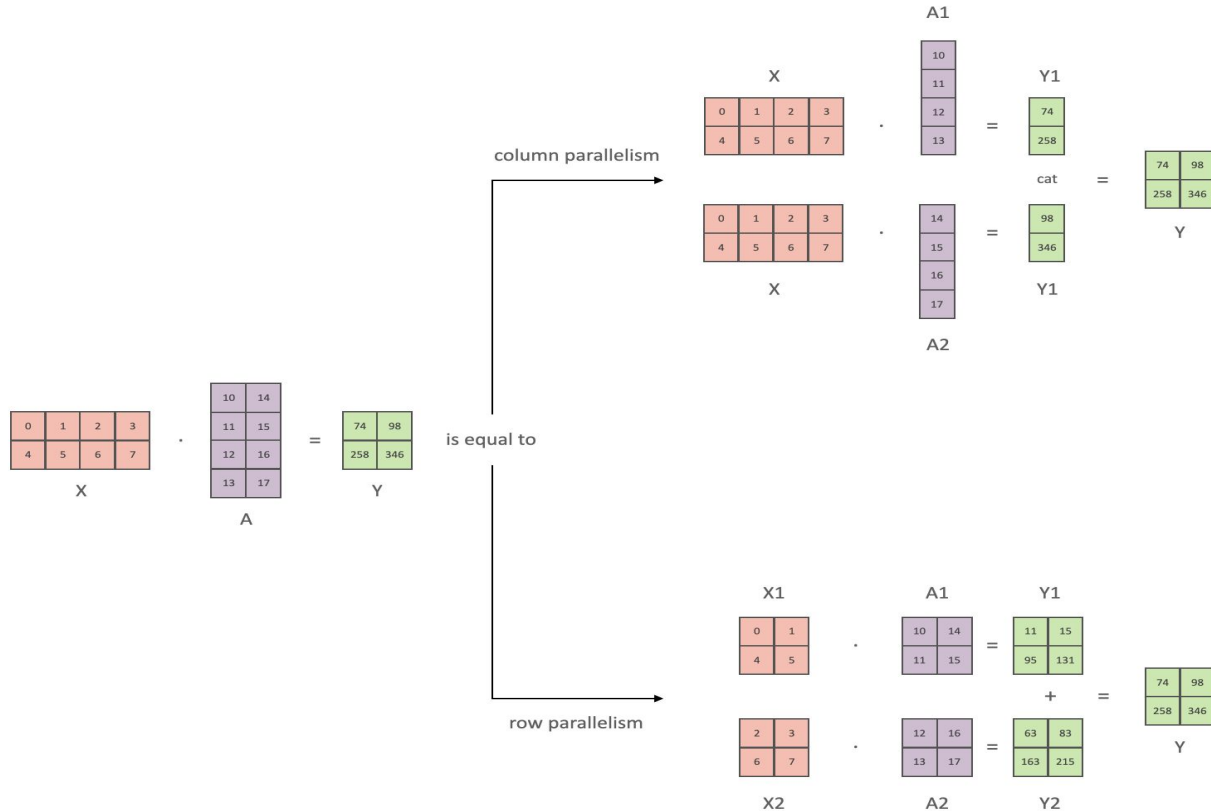 A1
10
11
12
13
X
0 1 2 3
4 5 6 7
·
=
Y1
74
258
column parallelism
cat
=
74 98
258 346
Y
0 1 2 3
4 5 6 7
X
·
14
15
16
17
A2
=
98
346
Y1
0 1 2 3
4 5 6 7
X
·
10 14
11 15
12 16
13 17
A
=
74 98
258 346
Y
is equal to
row parallelism
X1
0 1
4 5
·
A1
10 14
11 15
=
Y1
11 15
95 131
+
=
74 98
258 346
Y
2 3
6 7
X2
·
12 16
13 17
A2
=
63 83
163 215
Y2